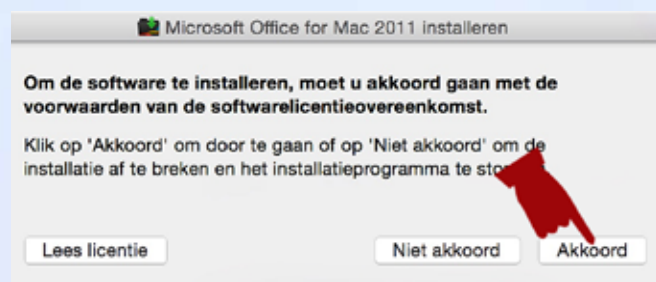 Microsoft Office for Mac 2011 installeren
Om de software te installeren, moet u akkoord gaan met de
voorwaarden van de softwarelicentieovereenkomst.
Klik op 'Akkoord' om door te gaan of op 'Niet akkoord' om de
installatie af te breken en het installatieprogramma te
Lees licentie
Niet akkoord
Akkoord